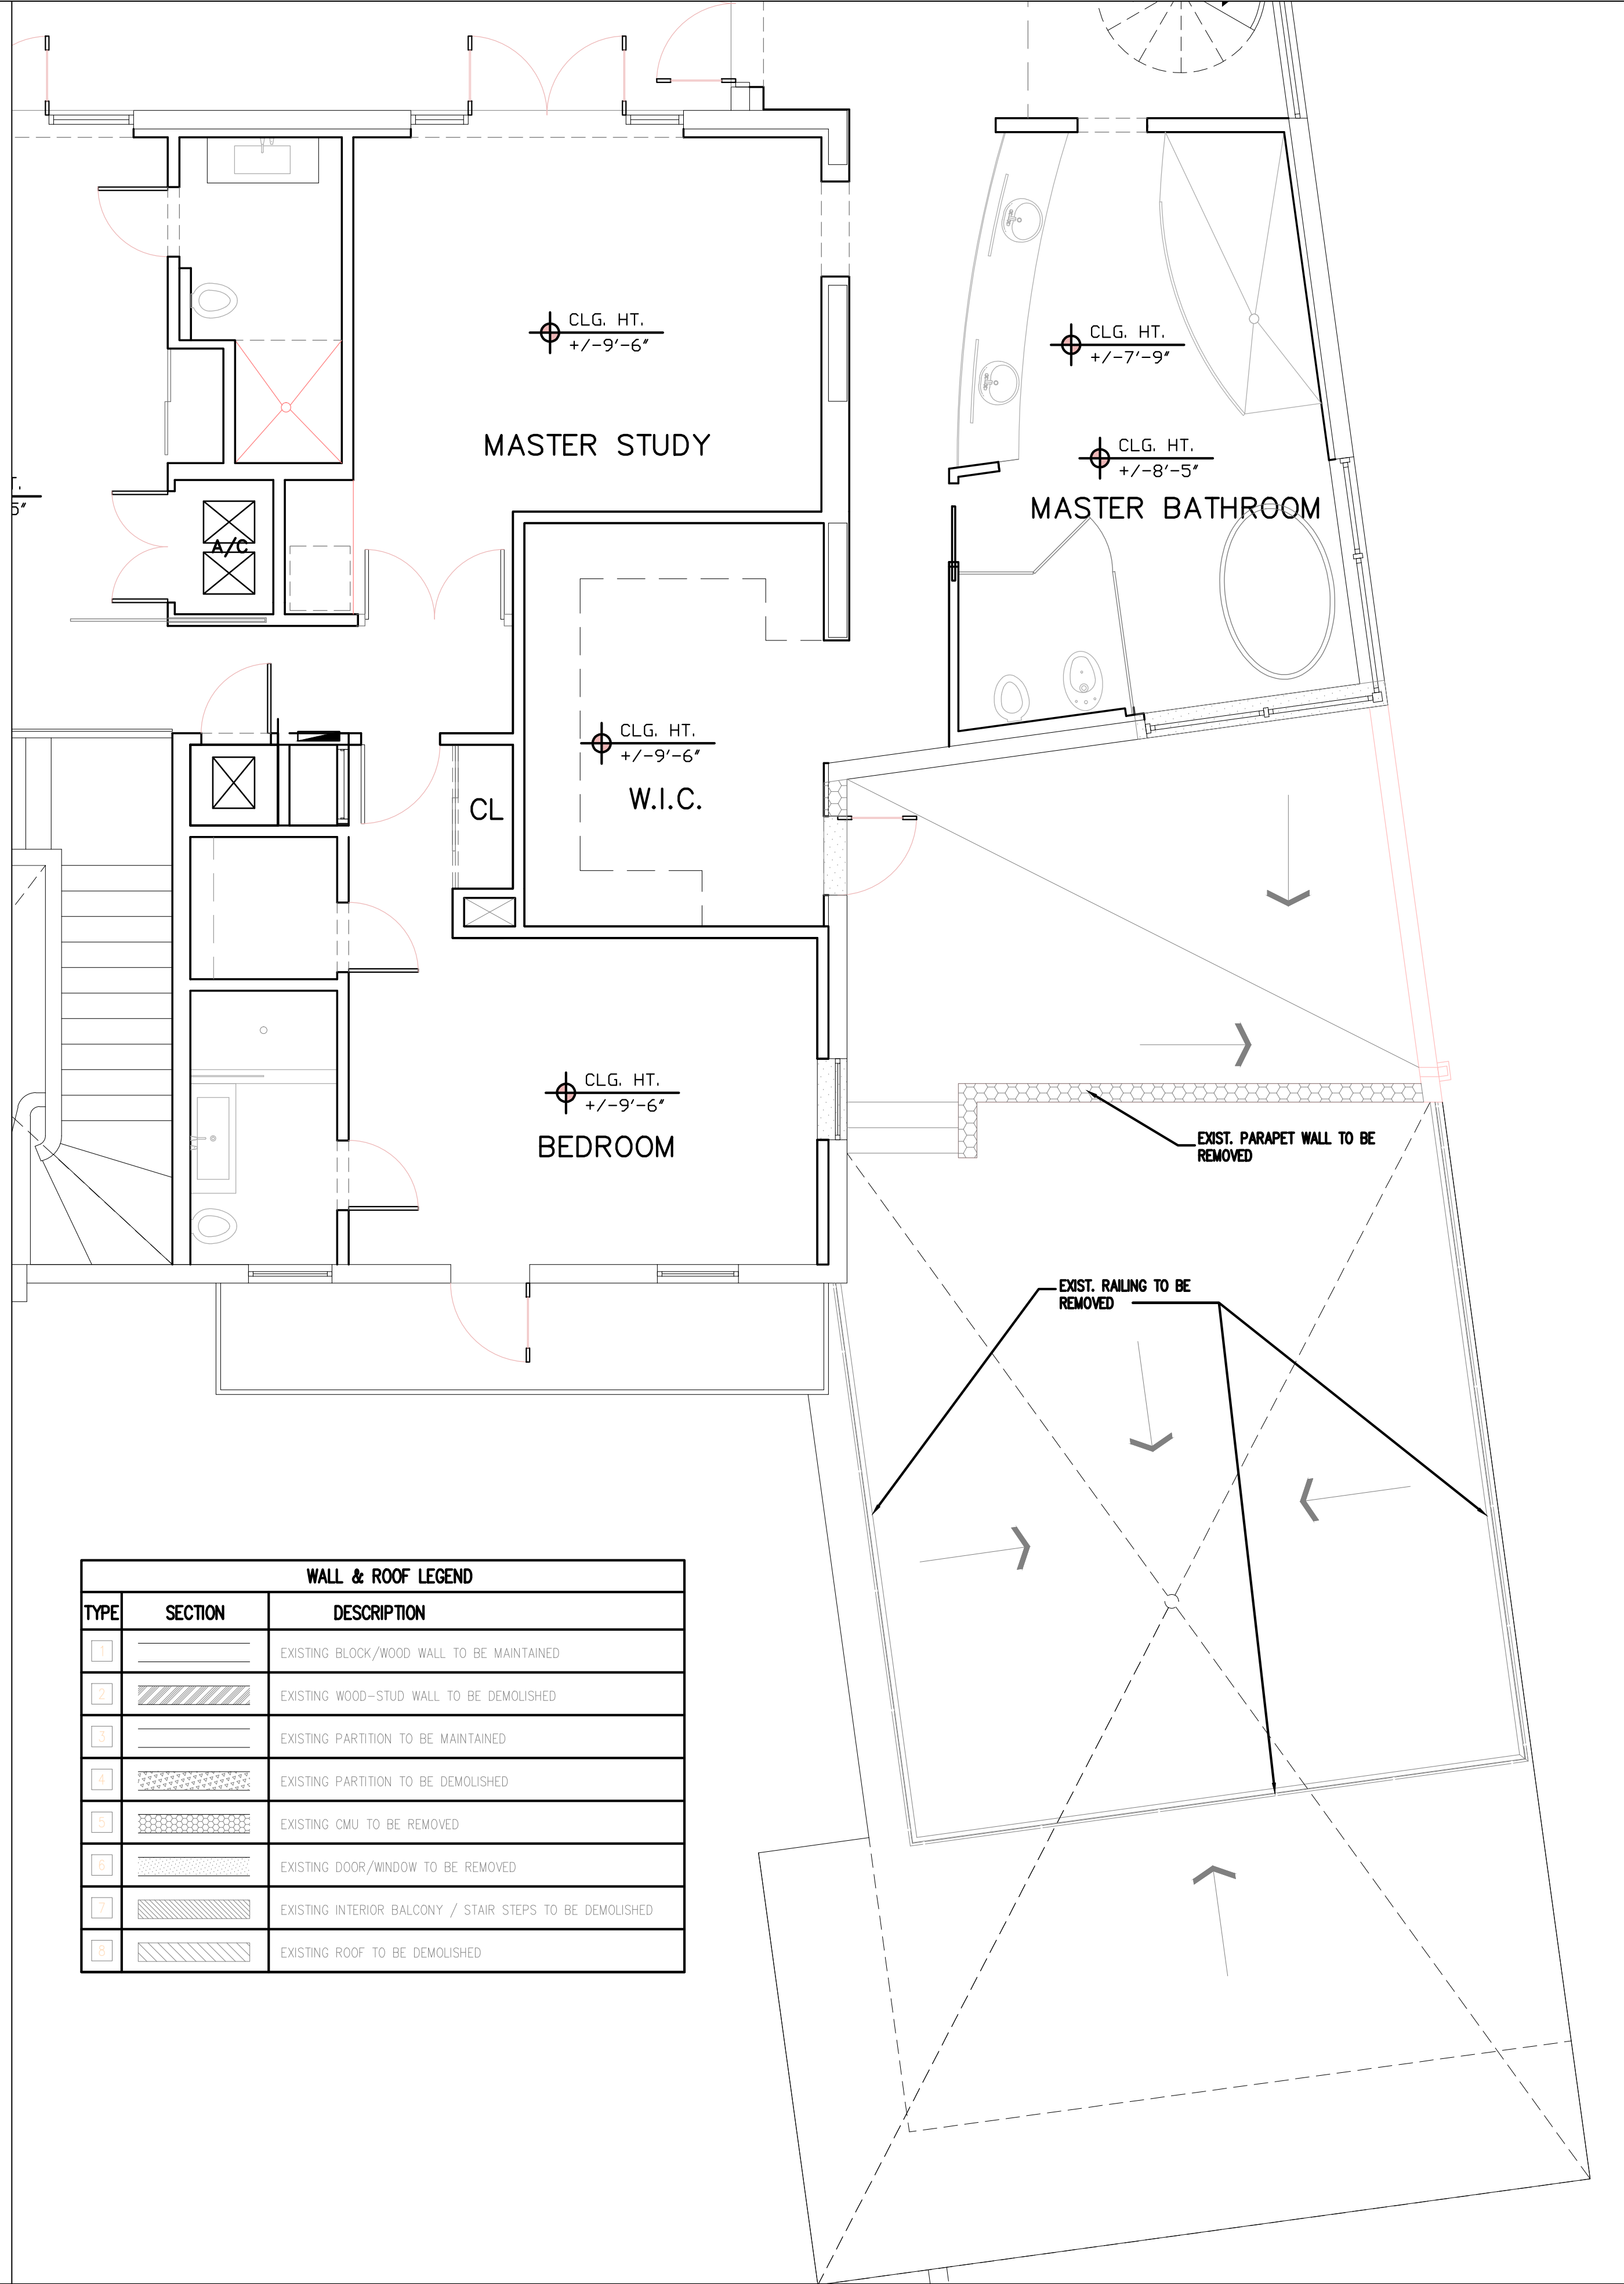 CLG. HT.
+/-9'-6"
MASTER STUDY
CLG. HT.
+/-7'-9"
CLG. HT.
+/-8'-5"
MASTER BATHROOM
T.
5"
A/C
CLG. HT.
+/-9'-6"
W.I.C.
CL
CLG. HT.
+/-9'-6"
BEDROOM
EXIST. PARAPET WALL TO BE
REMOVED
EXIST. RAILING TO BE
REMOVED
WALL & ROOF LEGEND
TYPE SECTION DESCRIPTION
1 EXISTING BLOCK/WOOD WALL TO BE MAINTAINED
2 EXISTING WOOD-STUD WALL TO BE DEMOLISHED
3 EXISTING PARTITION TO BE MAINTAINED
4 EXISTING PARTITION TO BE DEMOLISHED
5 EXISTING CMU TO BE REMOVED
6 EXISTING DOOR/WINDOW TO BE REMOVED
7 EXISTING INTERIOR BALCONY / STAIR STEPS TO BE DEMOLISHED
8 EXISTING ROOF TO BE DEMOLISHED